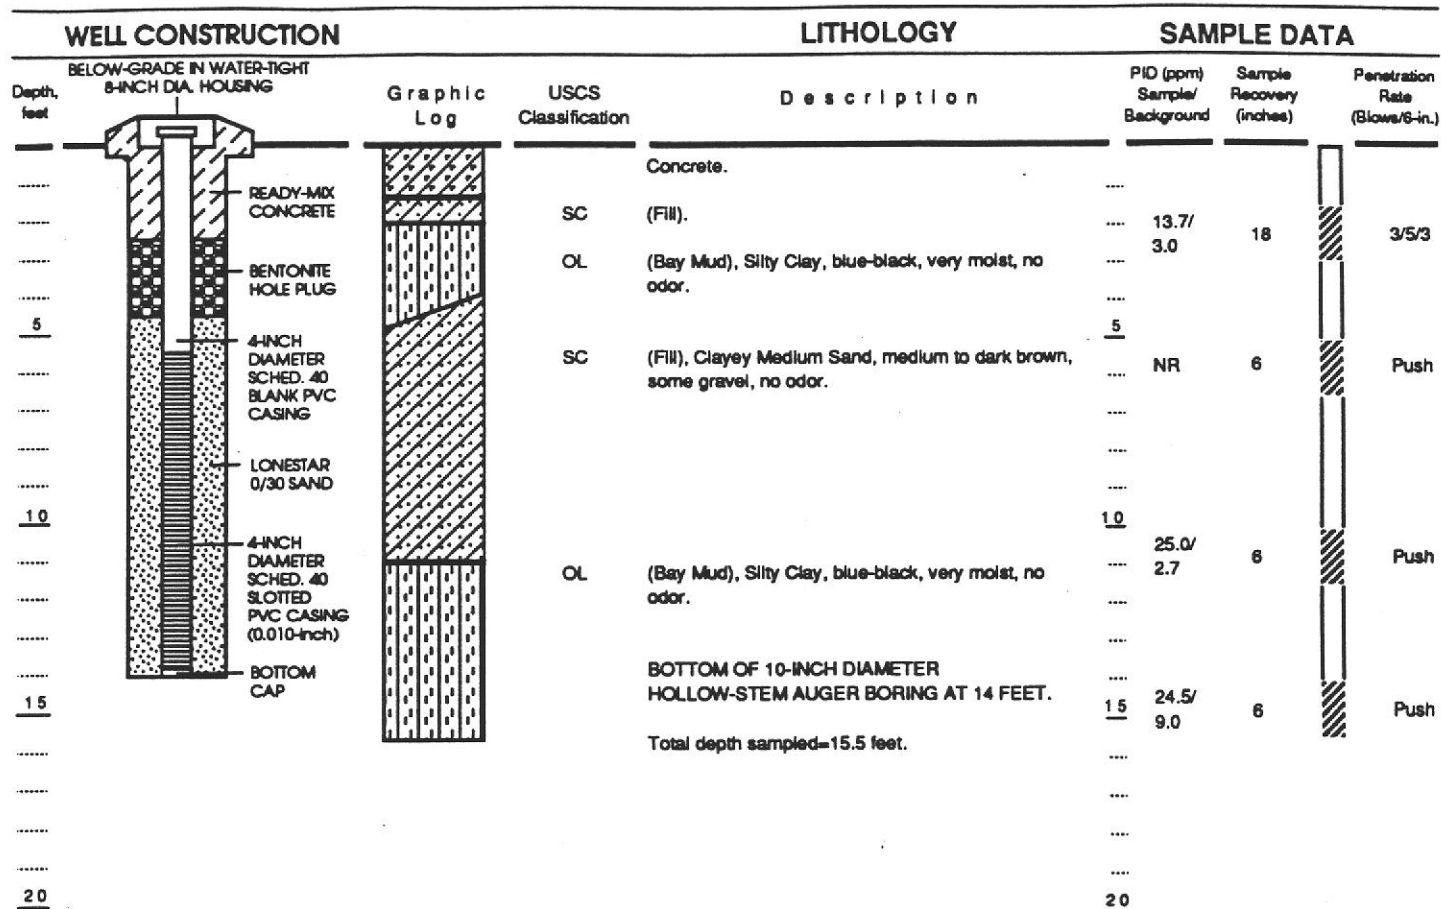 WELL CONSTRUCTION
LITHOLOGY
SAMPLE DATA
Depth,
feet
BELOW-GRADE IN WATER-TIGHT
8-INCH DIA. HOUSING
Graphic
Log
USCS
Classification
Description
PID (ppm)
Sample/
Background
Sample
Recovery
(inches)
Penetration
Rate
(Blows/6-in.)
Concrete.
READY-MIX
CONCRETE
SC
(Fill).
13.7/
3.0
18
3/5/3
BENTONITE
HOLE PLUG
OL
(Bay Mud), Silty Clay, blue-black, very moist, no
odor.
5
5
4-INCH
DIAMETER
SCHED. 40
BLANK PVC
CASING
SC
(Fill), Clayey Medium Sand, medium to dark brown,
some gravel, no odor.
NR
6
Push
LONESTAR
0/30 SAND
10
10
4-INCH
DIAMETER
SCHED. 40
SLOTTED
PVC CASING
(0.010-inch)
OL
(Bay Mud), Silty Clay, blue-black, very moist, no
odor.
25.0/
2.7
6
Push
BOTTOM
CAP
BOTTOM OF 10-INCH DIAMETER
HOLLOW-STEM AUGER BORING AT 14 FEET.
15
15
24.5/
9.0
6
Push
Total depth sampled=15.5 feet.
20
20